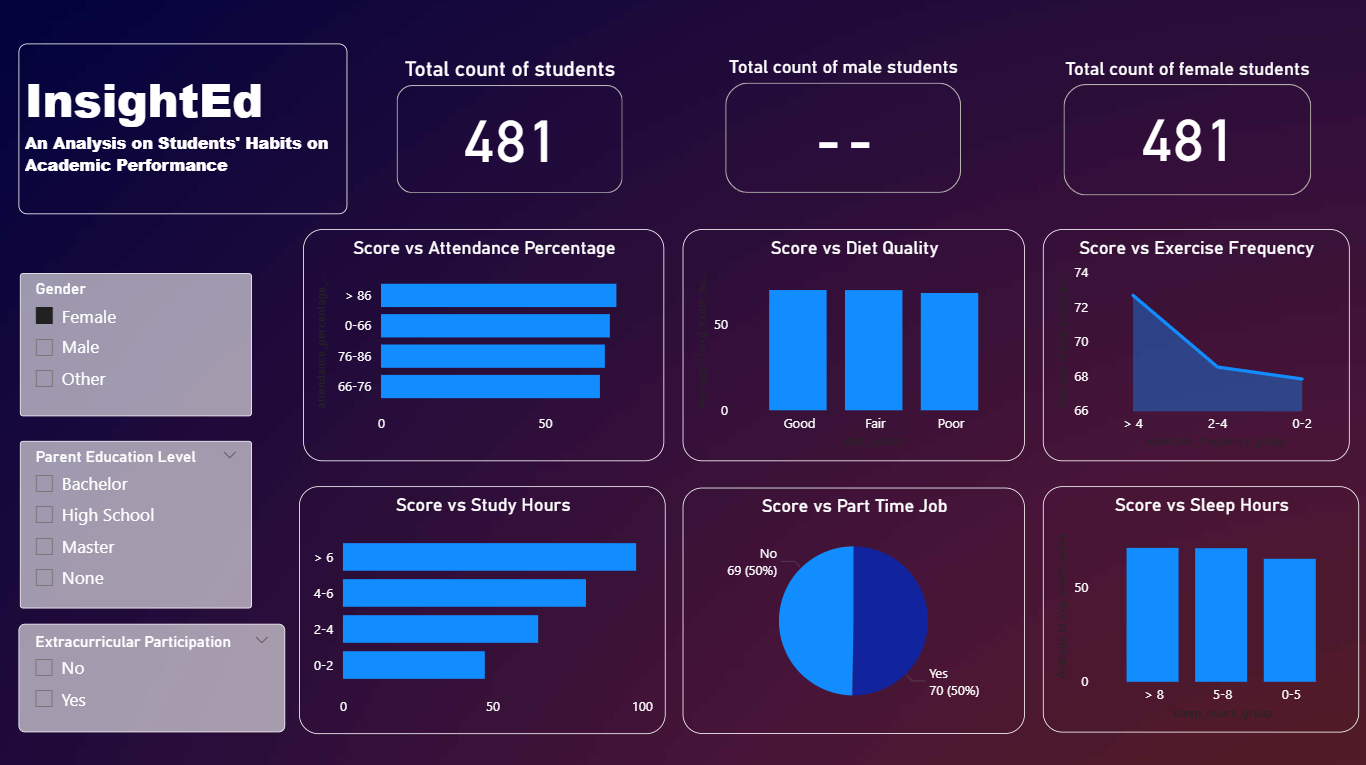 InsightEd
An Analysis on Students' Habits on
Academic Performance
Total count of students
481
Total count of male students
--
Total count of female students
481
Gender
Female
Male
Other
Parent Education Level
Bachelor
High School
Master
None
Extracurricular Participation
No
Yes
Score vs Attendance Percentage
attendance_percentage_...
> 86
0-66
76-86
66-76
0
50
Score vs Diet Quality
50
0
Good
Fair
Poor
Score vs Exercise Frequency
74
72
70
68
66
> 4
2-4
0-2
Score vs Study Hours
> 6
4-6
2-4
0-2
0
50
100
Score vs Part Time Job
No
69 (50%)
Yes
70 (50%)
Score vs Sleep Hours
50
0
> 8
5-8
0-5
sleep_hours_group